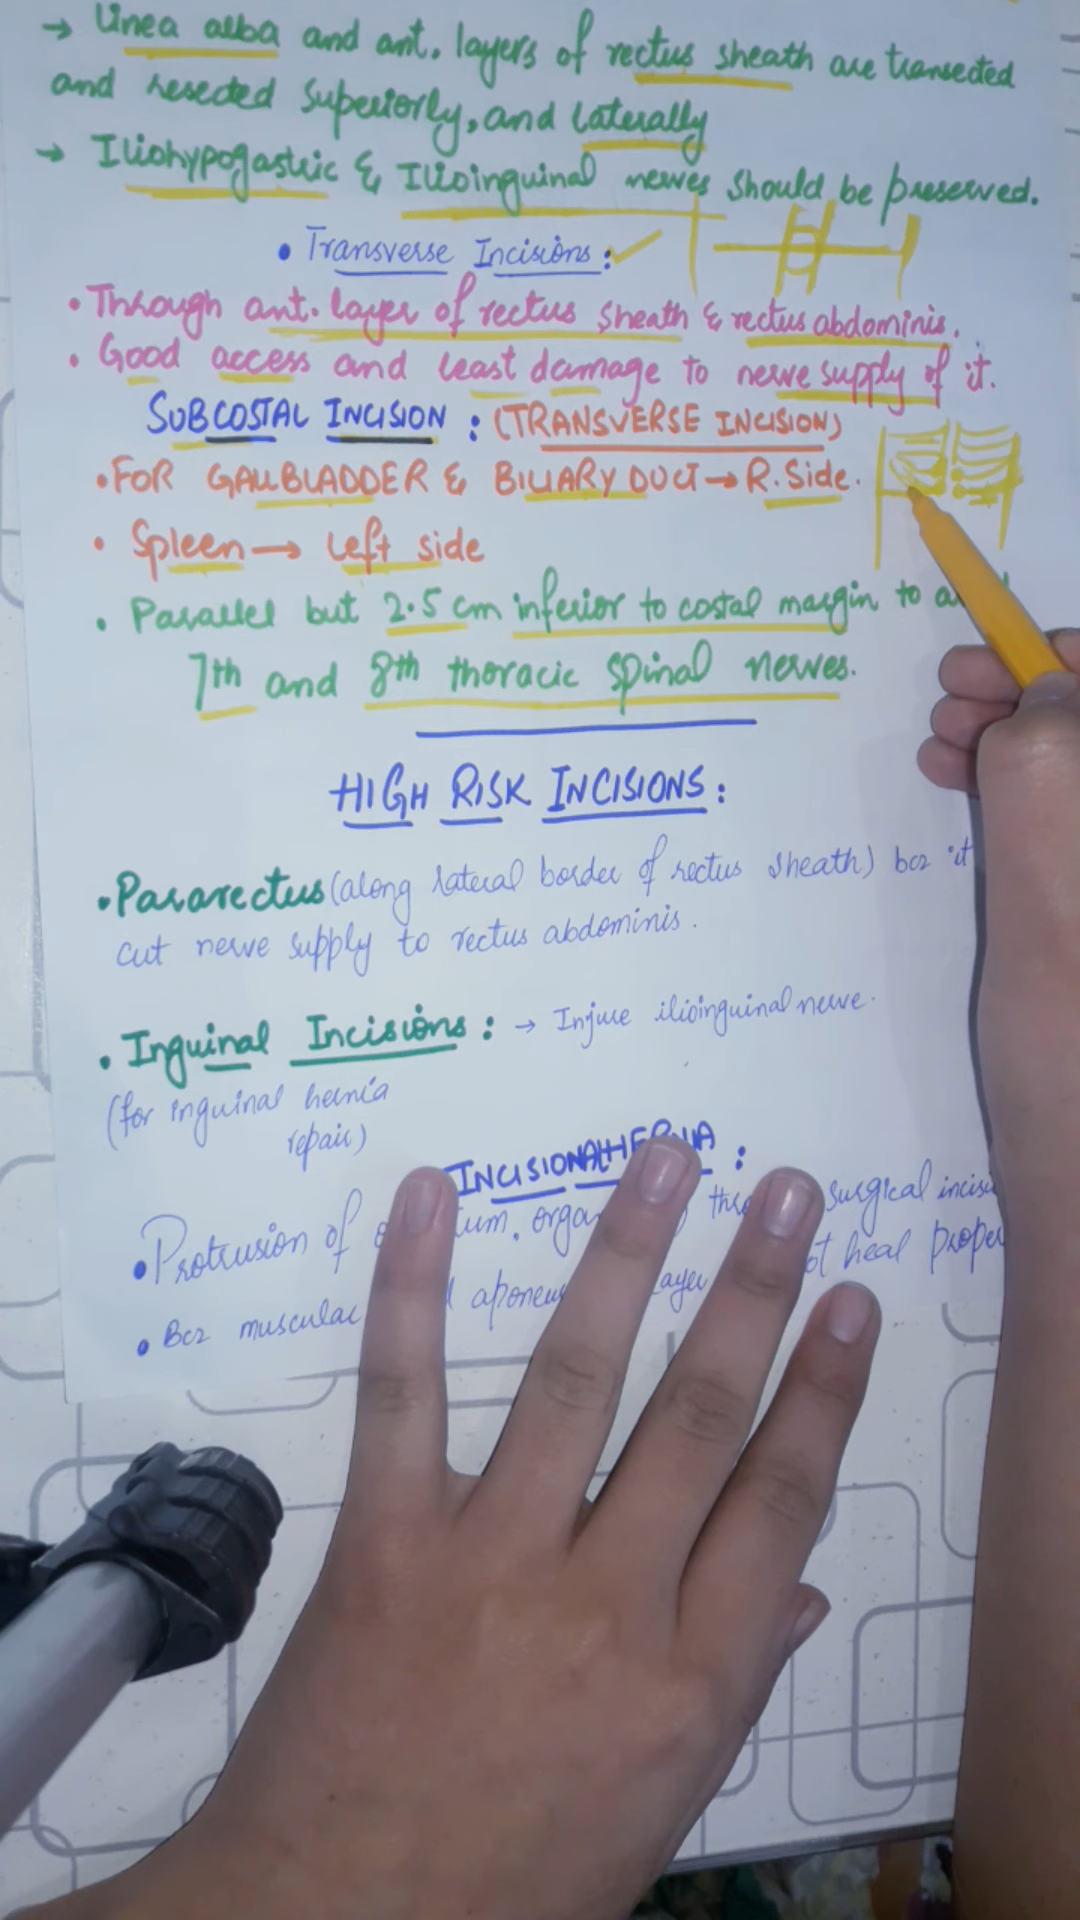 → Linea alba and ant. layers of rectus sheath are transected
and resected superiorly, and laterally
→ Iliohypogastric & Ilioinguinal nerves should be preserved.
• Transverse Incisions:
• Through ant. layer of rectus sheath & rectus abdominis.
• Good access and least damage to nerve supply of it.
SUBCOSTAL INCISION : (TRANSVERSE INCISION)
• FOR GALLBLADDER & BILIARY DUCT → R. Side.
• Spleen → left side
• Parallel but 2.5 cm inferior to costal margin to
7th and 8th thoracic spinal nerves.
HIGH RISK INCISIONS:
• Pararectus (along lateral border of rectus sheath) bcz it
cut nerve supply to rectus abdominis.
• Inguinal Incisions: → Injure ilioinguinal nerve.
(for inguinal hernia
repair)
INCISIONAL HERNIA :
• Protrusion of surgical
• Bcz heal